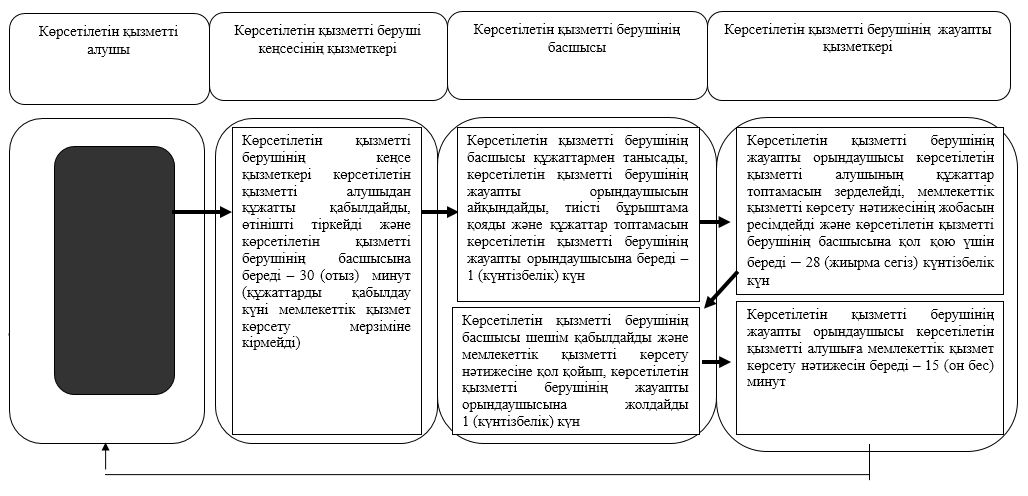 Көрсетілетін қызметті
алушы
Көрсетілетін қызметті беруші
кеңсесінің қызметкері
Көрсетілетін қызметті берушінің
басшысы
Көрсетілетін қызметті берушінің жауапты
қызметкері
Көрсетілетін қызметті
берушінің кеңсе
қызметкері көрсетілетін
қызметті алушыдан
құжатты қабылдайды,
өтінішті тіркейді және
көрсетілетін қызметті
берушінің басшысына
береді – 30 (отыз) минут
(құжаттарды қабылдау
күні мемлекеттік қызмет
көрсету мерзіміне
кірмейді)
Көрсетілетін қызметті берушінің
басшысы құжаттармен танысады,
көрсетілетін қызметті берушінің
жауапты орындаушысын
айқындайды, тиісті бұрыштама
қояды және құжаттар топтамасын
көрсетілетін қызметті берушінің
жауапты орындаушысына береді –
1 (күнтізбелік) күн
Көрсетілетін қызметті берушінің
жауапты орындаушысы көрсетілетін
қызметті алушының құжаттар
топтамасын зерделейді, мемлекеттік
қызметті көрсету нәтижесінің жобасын
ресімдейді және көрсетілетін қызметті
берушінің басшысына қол қою үшін
береді – 28 (жиырма сегіз) күнтізбелік
күн
Көрсетілетін қызметті берушінің
басшысы шешім қабылдайды және
мемлекеттік қызметті көрсету
нәтижесіне қол қойып, көрсетілетін
қызметті берушінің жауапты
орындаушысына жолдайды
1 (күнтізбелік) күн
Көрсетілетін қызметті берушінің
жауапты орындаушысы көрсетілетін
қызметті алушыға мемлекеттік қызмет
көрсету нәтижесін береді – 15 (он бес)
минут